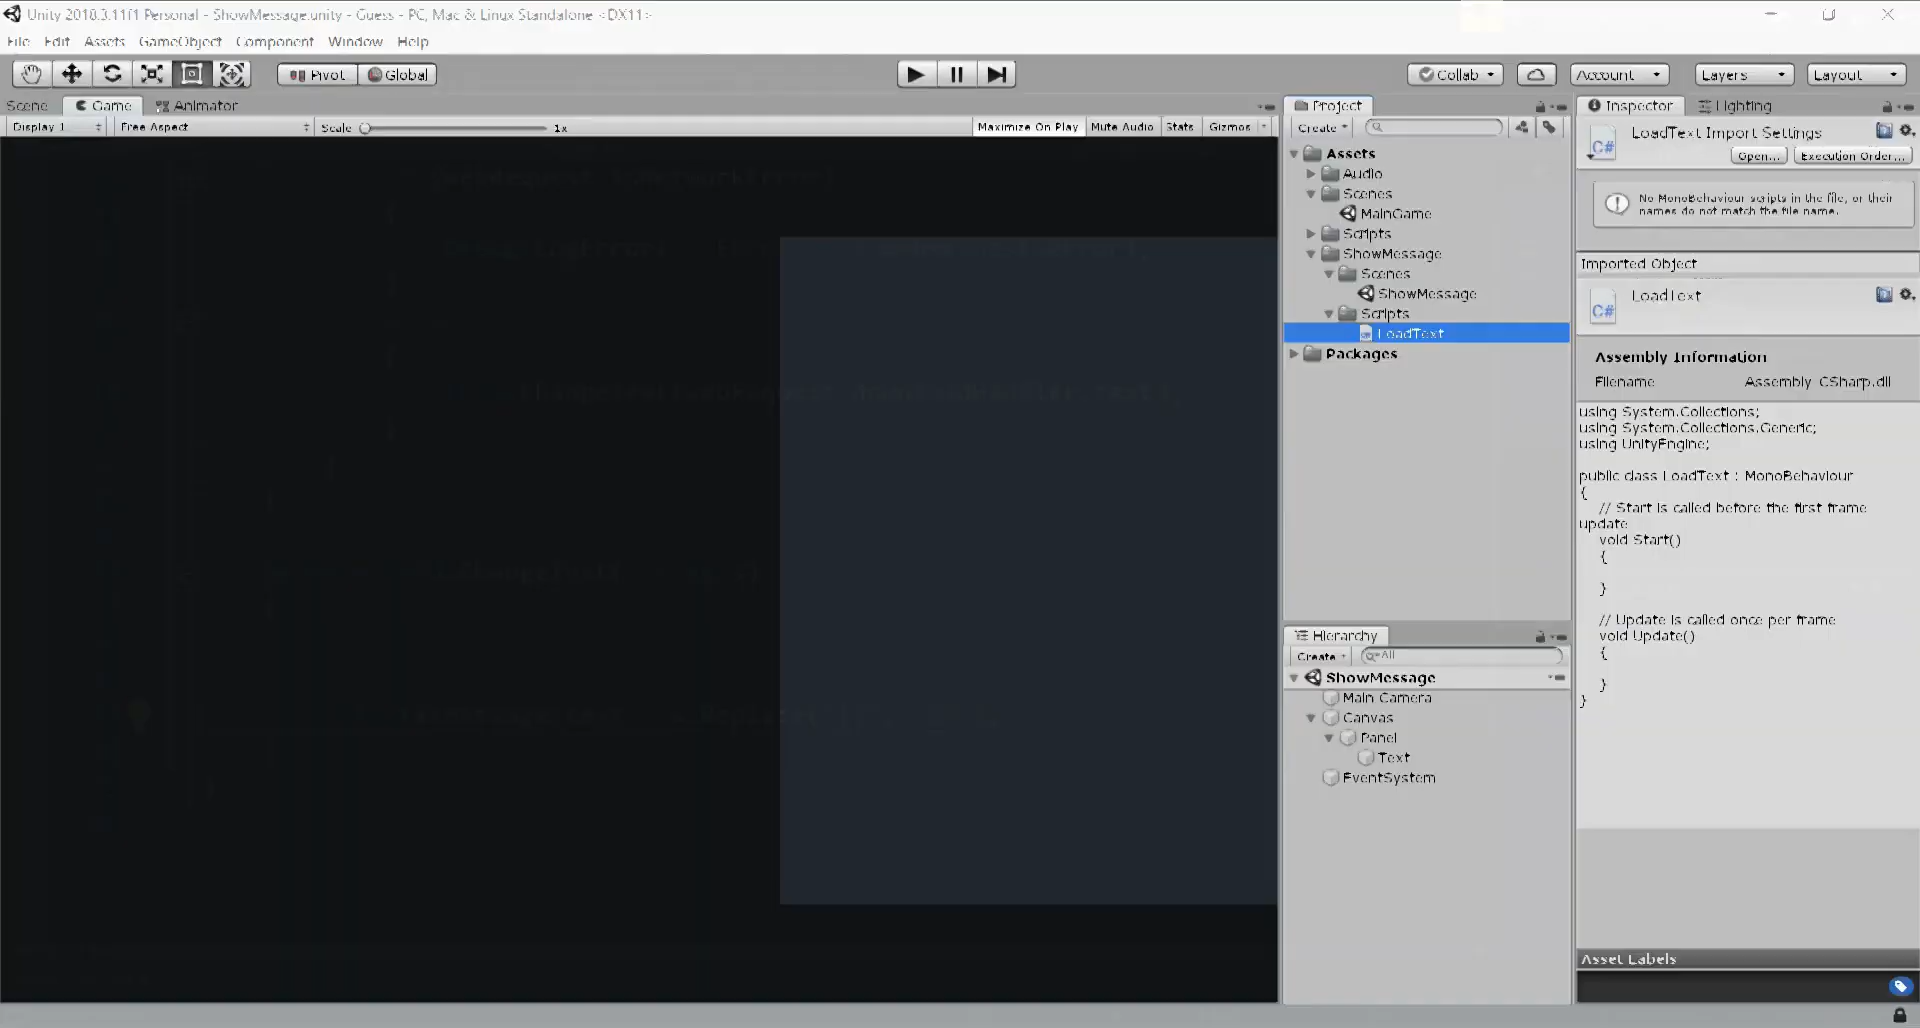 Unity 2018.3.11f1 Personal - ShowMessage.unity - Guess - PC, Mac & Linux Standalone <DX11>
File Edit Assets GameObject Component Window Help
Pivot Global Collab Account Layers Layout
Scene Game Animator
Display 1 Free Aspect Scale 1x Maximize On Play Mute Audio Stats Gizmos
Project
Create
Assets
Audio
Scenes
MainGame
Scripts
ShowMessage
Scenes
ShowMessage
Scripts
LoadText
Packages
Hierarchy
Create All
ShowMessage
Main Camera
Canvas
Panel
Text
EventSystem
Inspector Lighting
LoadText Import Settings
C#
Open... Execution Order...
No MonoBehaviour scripts in the file, or their
names do not match the file name.
Imported Object
LoadText
C#
Assembly Information
Filename Assembly CSharp.dll
using System.Collections;
using System.Collections.Generic;
using UnityEngine;
public class LoadText : MonoBehaviour
{
// Start is called before the first frame
update
void Start()
{
}
// Update is called once per frame
void Update()
{
}
}
Asset Labels